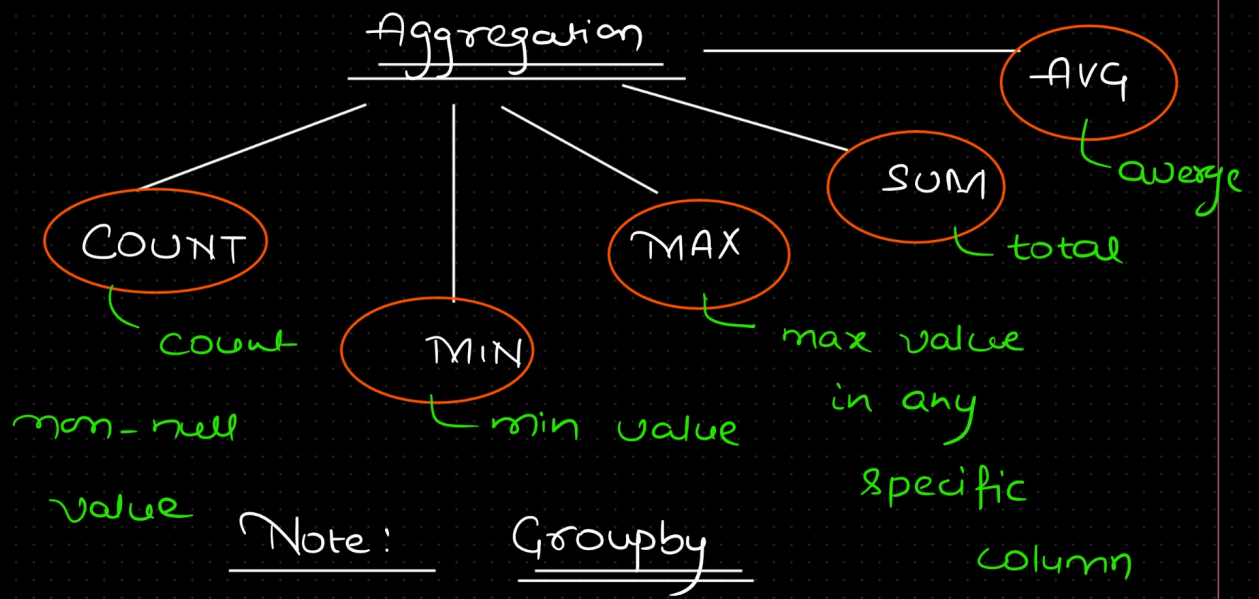 Aggregation
AVG
averge
SUM
total
COUNT
count
non-null
value
MIN
min value
MAX
max value
in any
specific
column
Note: Groupby